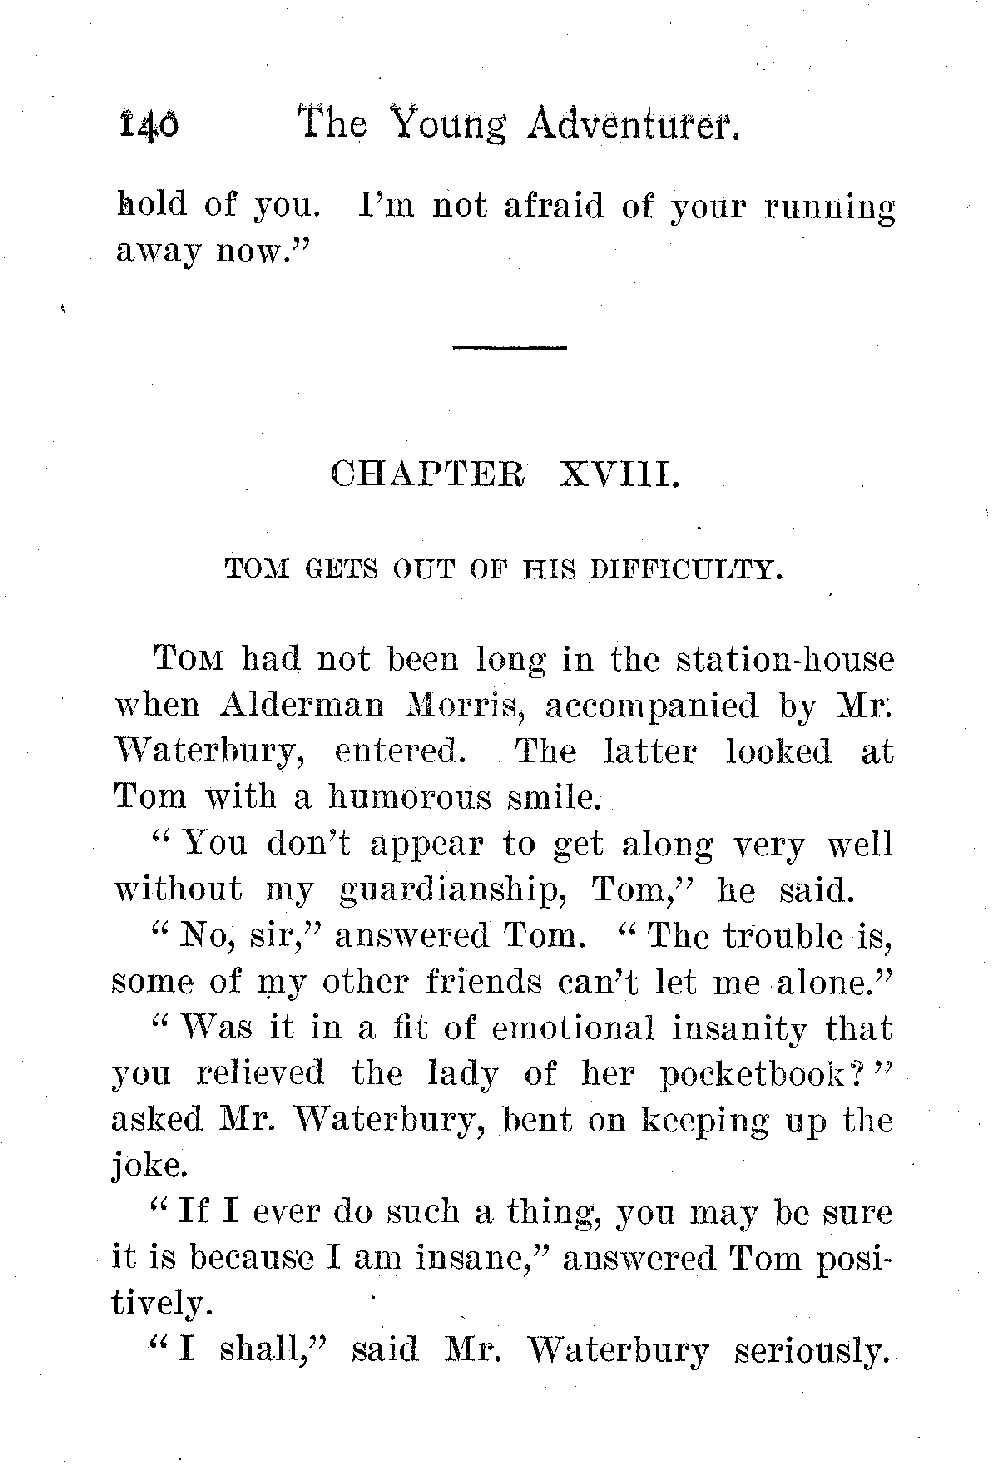 140 The Young Adventurer.
hold of you. I'm not afraid of your running
away now."
CHAPTER XVIII.
TOM GETS OUT OF HIS DIFFICULTY.
TOM had not been long in the station-house
when Alderman Morris, accompanied by Mr.
Waterbury, entered. The latter looked at
Tom with a humorous smile.
"You don't appear to get along very well
without my guardianship, Tom," he said.
"No, sir," answered Tom. "The trouble is,
some of my other friends can't let me alone."
"Was it in a fit of emotional insanity that
you relieved the lady of her pocketbook?"
asked Mr. Waterbury, bent on keeping up the
joke.
"If I ever do such a thing, you may be sure
it is because I am insane," answered Tom posi-
tively.
"I shall," said Mr. Waterbury seriously.